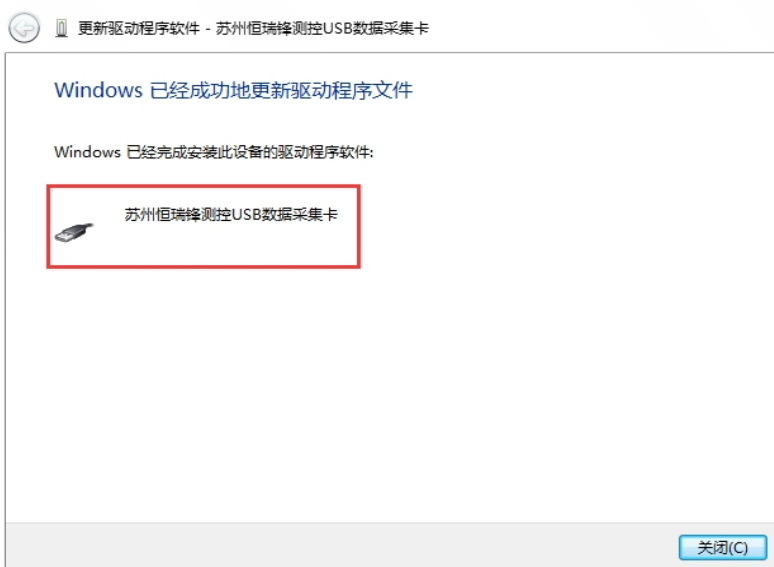 更新驱动程序软件 - 苏州恒瑞锋测控USB数据采集卡
Windows 已经成功地更新驱动程序文件
Windows 已经完成安装此设备的驱动程序软件:
苏州恒瑞锋测控USB数据采集卡
关闭(C)